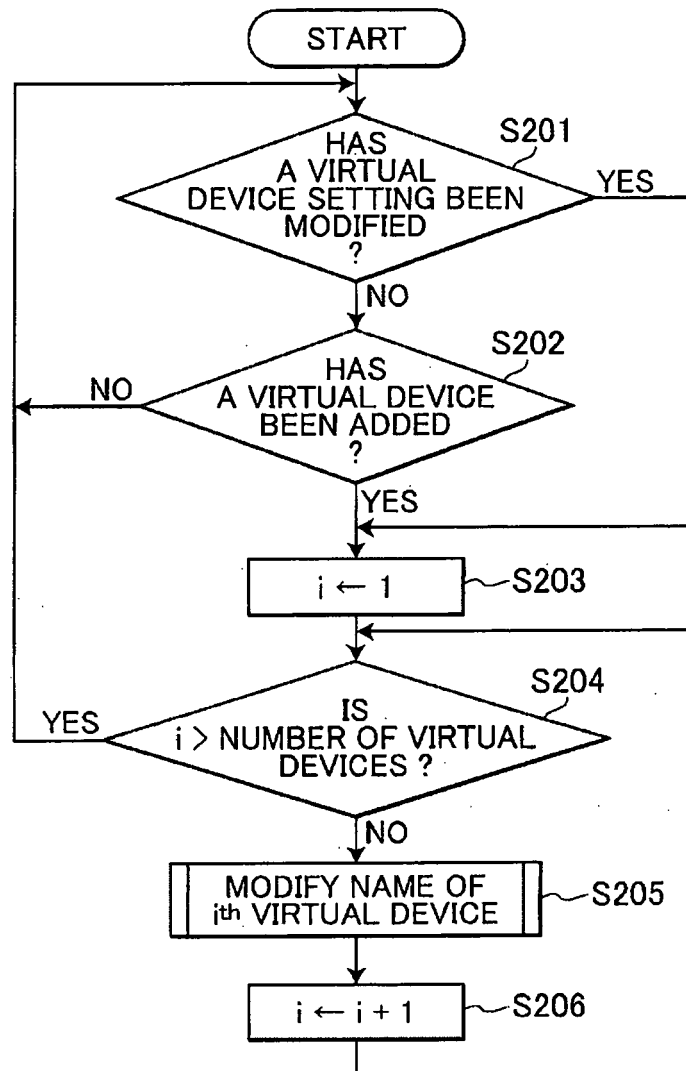 START
S201
HAS
A VIRTUAL
DEVICE SETTING BEEN
MODIFIED
?
YES
NO
S202
HAS
A VIRTUAL DEVICE
BEEN ADDED
?
NO
YES
i ← 1
S203
S204
IS
i > NUMBER OF VIRTUAL
DEVICES ?
YES
NO
MODIFY NAME OF
ith VIRTUAL DEVICE
S205
i ← i + 1
S206